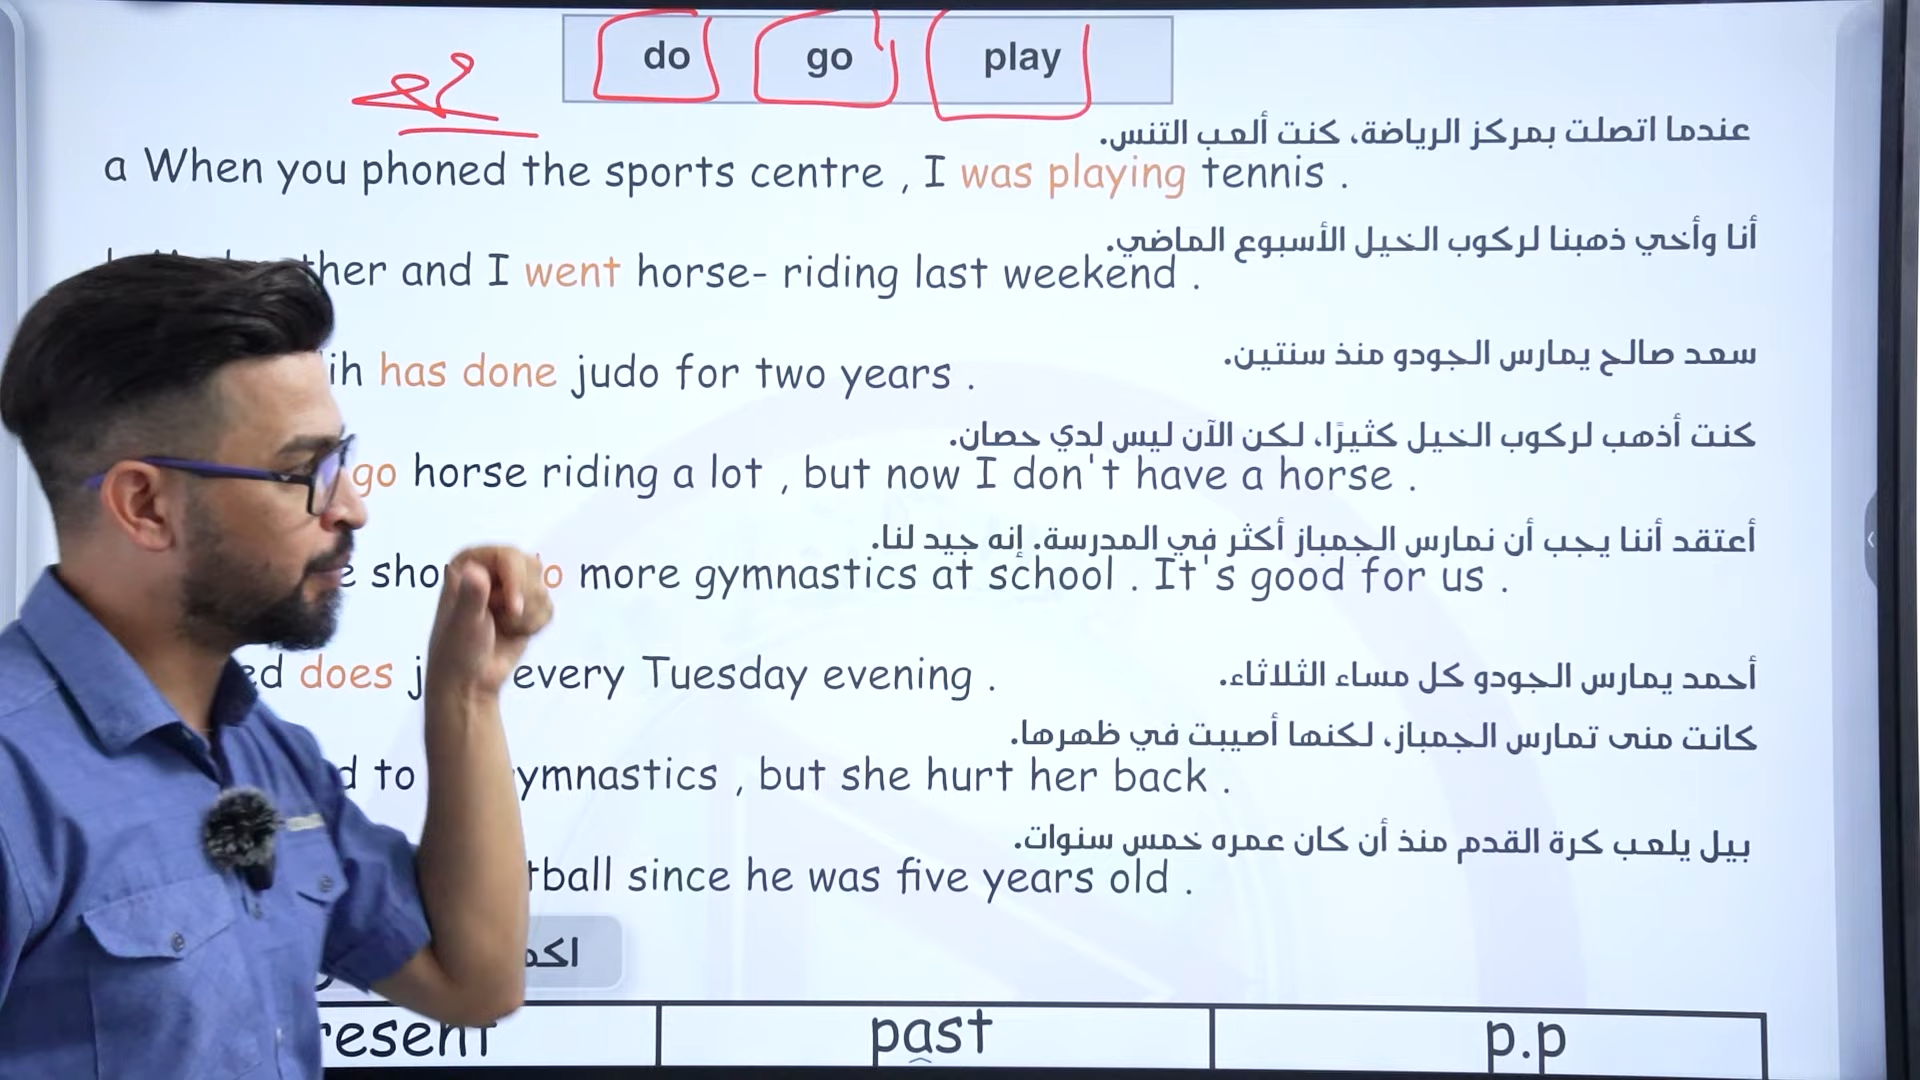 do go play
عندما اتصلت بمركز الرياضة، كنت ألعب التنس.
a When you phoned the sports centre , I was playing tennis .
أنا وأخي ذهبنا لركوب الخيل الأسبوع الماضي.
and I went horse- riding last weekend .
سعد صالح يمارس الجودو منذ سنتين.
has done judo for two years .
كنت أذهب لركوب الخيل كثيرًا، لكن الآن ليس لدي حصان.
go horse riding a lot , but now I don't have a horse .
أعتقد أننا يجب أن نمارس الجمباز أكثر في المدرسة. إنه جيد لنا.
more gymnastics at school . It's good for us .
أحمد يمارس الجودو كل مساء الثلاثاء.
does every Tuesday evening .
كانت منى تمارس الجمباز، لكنها أصيبت في ظهرها.
to ymnastics , but she hurt her back .
بيل يلعب كرة القدم منذ أن كان عمره خمس سنوات.
tball since he was five years old .
resent past p.p